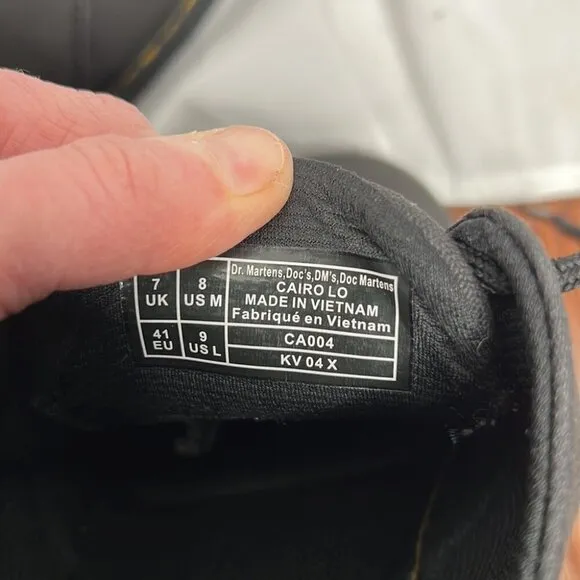 7 UK
8 US M
41 EU
9 US L
Dr. Martens,Doc's,DM's,Doc Martens
CAIRO LO
MADE IN VIETNAM
Fabriqué en Vietnam
CA004
KV 04 X